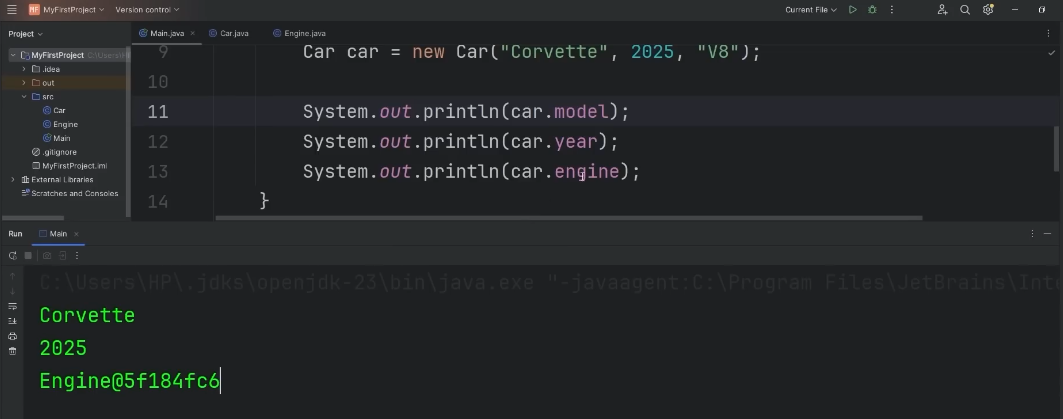 MF MyFirstProject Version control Current File
Project
Main.java Car.java Engine.java
MyFirstProject C:\Users\H
.idea
out
src
Car
Engine
Main
.gitignore
MyFirstProject.iml
External Libraries
Scratches and Consoles
9 Car car = new Car("Corvette", 2025, "V8");
10
11 System.out.println(car.model);
12 System.out.println(car.year);
13 System.out.println(car.engine);
14 }
Run Main
C:\Users\HP\.jdks\openjdk-23\bin\java.exe "-javaagent:C:\Program Files\JetBrains\Int
Corvette
2025
Engine@5f184fc6